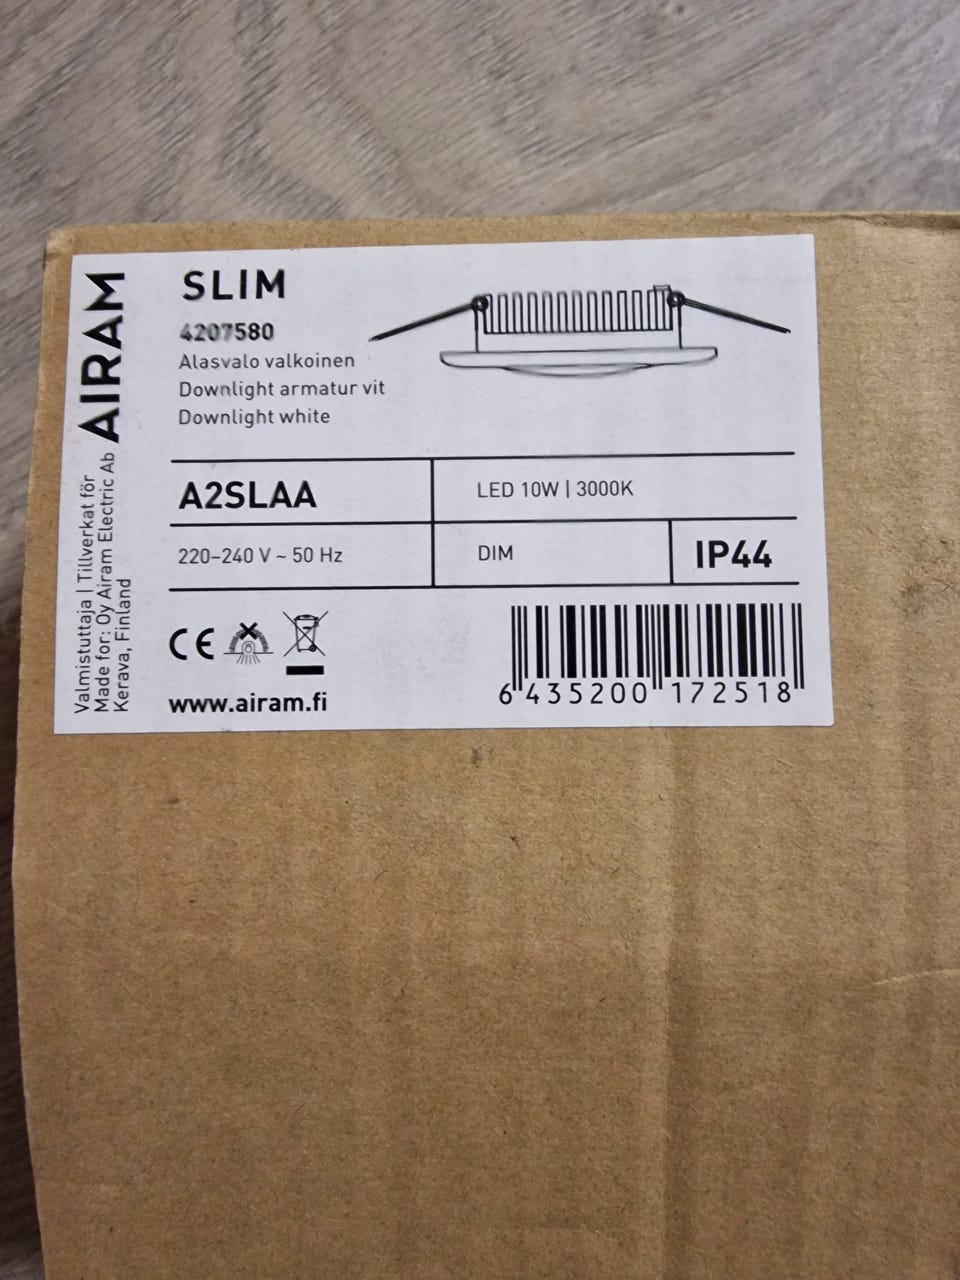 AIRAM
Valmistuttaja | Tillverkat för
Made for: Oy Airam Electric Ab
Kerava, Finland
SLIM
4207580
Alasvalo valkoinen
Downlight armatur vit
Downlight white
A2SLAA
LED 10W | 3000K
220–240 V ~ 50 Hz
DIM
IP44
CE
www.airam.fi
6 435200 172518